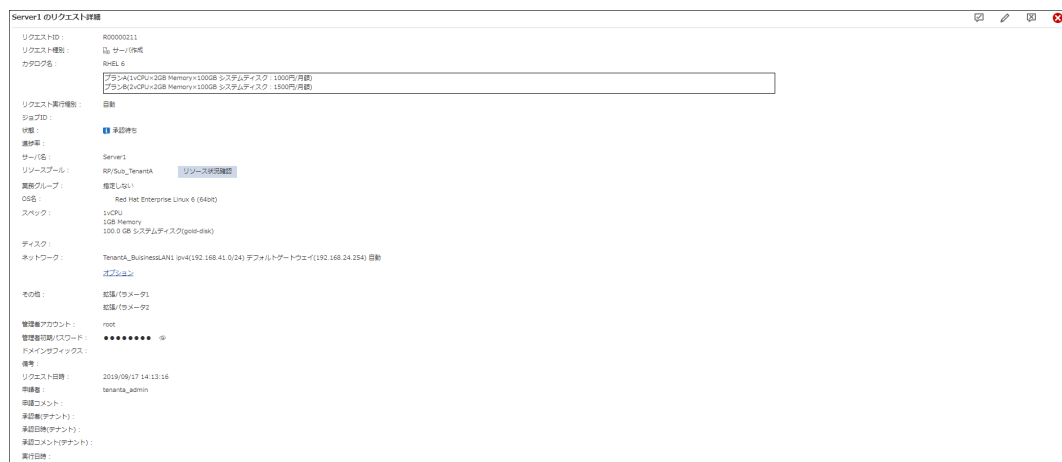 Server1 のリクエスト詳細
リクエストID： R00000211
リクエスト種別： サーバ作成
カタログ名： RHEL 6
プランA(1vCPU×2GB Memory×100GB システムディスク：1000円/月額)
プランB(2vCPU×2GB Memory×100GB システムディスク：1500円/月額)
リクエスト実行種別： 自動
ジョブID：
状態： 承認待ち
進捗率：
サーバ名： Server1
リソースプール： RP/Sub_TenantA リソース状況確認
業務グループ： 指定しない
OS名： Red Hat Enterprise Linux 6 (64bit)
スペック： 1vCPU
1GB Memory
100.0 GB システムディスク(gold-disk)
ディスク：
ネットワーク： TenantA_BuisinessLAN1 ipv4(192.168.41.0/24) デフォルトゲートウェイ(192.168.24.254) 自動
オプション
その他： 拡張パラメータ1
拡張パラメータ2
管理者アカウント： root
管理者初期パスワード： ●●●●●●●●
ドメインサフィックス：
備考：
リクエスト日時： 2019/09/17 14:13:16
申請者： tenanta_admin
申請コメント：
承認者(テナント)：
承認日時(テナント)：
承認コメント(テナント)：
実行日時：